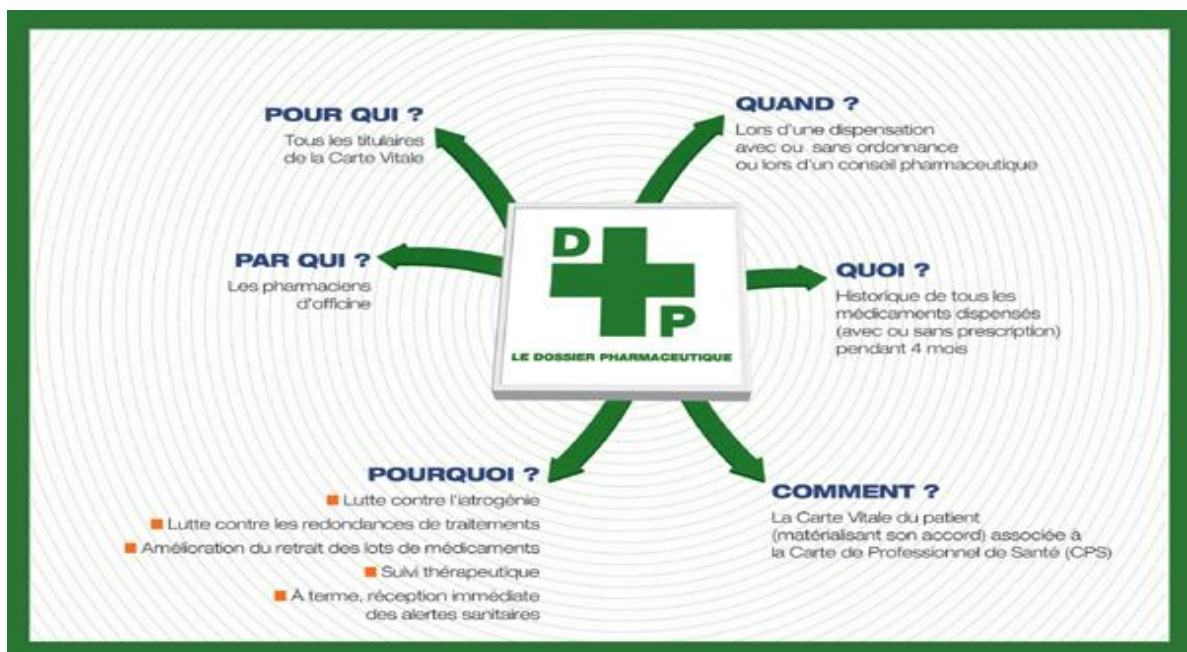 POUR QUI ?
Tous les titulaires
de la Carte Vitale
QUAND ?
Lors d'une dispensation
avec ou sans ordonnance
ou lors d'un conseil pharmaceutique
PAR QUI ?
Les pharmaciens
d'officine
D
P
LE DOSSIER PHARMACEUTIQUE
QUOI ?
Historique de tous les
médicaments dispensés
(avec ou sans prescription)
pendant 4 mois
POURQUOI ?
Lutte contre l'iatrogénie
Lutte contre les redondances de traitements
Amélioration du retrait des lots de médicaments
Suivi thérapeutique
À terme, réception immédiate
des alertes sanitaires
COMMENT ?
La Carte Vitale du patient
(matérialisant son accord) associée à
la Carte de Professionnel de Santé (CPS)